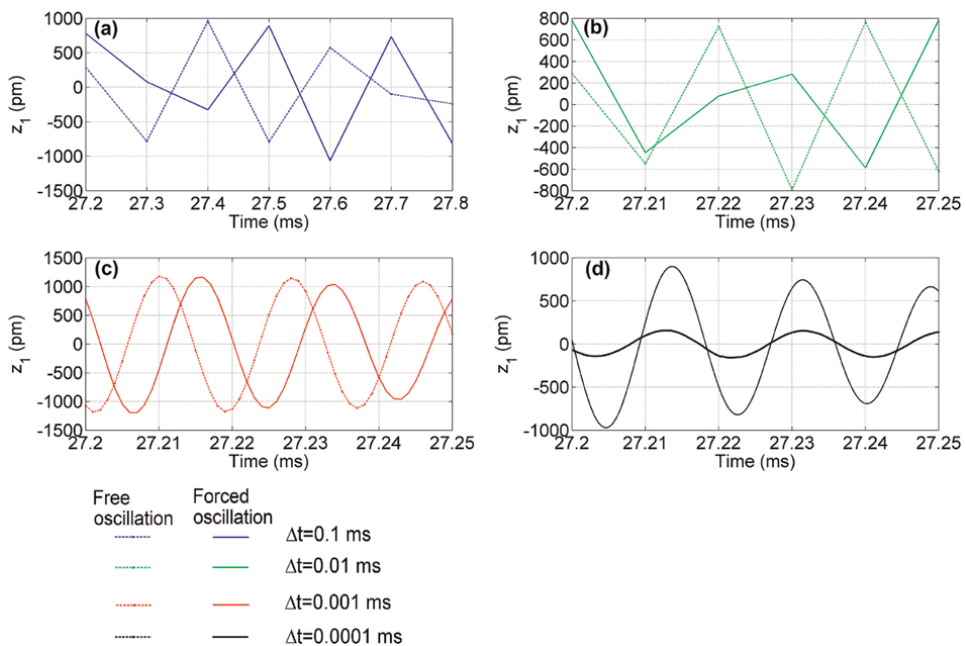 (a)
z1 (pm)
1000
500
0
-500
-1000
-1500
27.2 27.3 27.4 27.5 27.6 27.7 27.8
Time (ms)
(b)
z1 (pm)
800
600
400
200
0
-200
-400
-600
-800
27.2 27.21 27.22 27.23 27.24 27.25
Time (ms)
(c)
z1 (pm)
1500
1000
500
0
-500
-1000
-1500
27.2 27.21 27.22 27.23 27.24 27.25
Time (ms)
(d)
z1 (pm)
1000
500
0
-500
-1000
27.2 27.21 27.22 27.23 27.24 27.25
Time (ms)
Free Forced
oscillation oscillation
Δt=0.1 ms
Δt=0.01 ms
Δt=0.001 ms
Δt=0.0001 ms